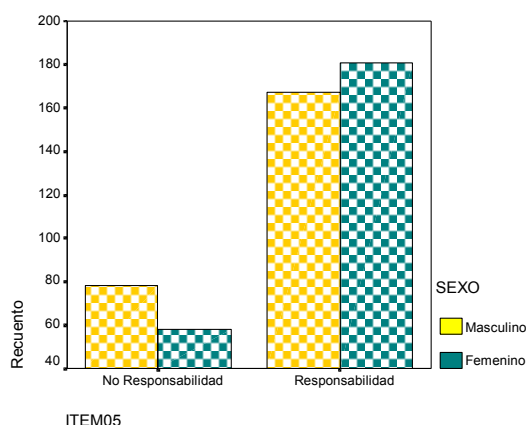 200
180
160
140
120
100
80
60
40
Recuento
No Responsabilidad
Responsabilidad
ITEM05
SEXO
Masculino
Femenino